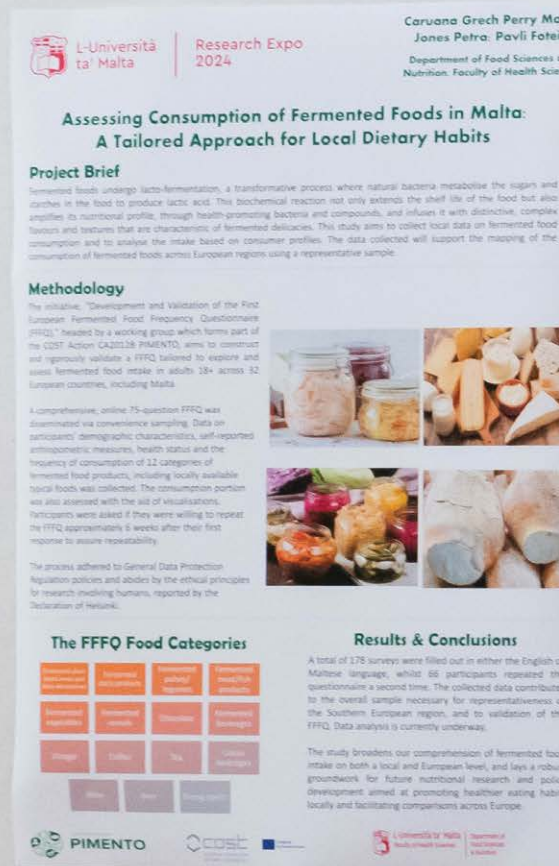 L-Università
ta' Malta
Research Expo
2024
Caruana Grech Perry
Jones Petra: Pavli
Department of Food Sciences
Nutrition. Faculty of Health
Assessing Consumption of Fermented Foods in Malta:
A Tailored Approach for Local Dietary Habits
Project Brief
Fermented foods undergo lacto-fermentation, a transformative process where natural bacteria metabolise the sugars and
starches in the food to produce lactic acid. This biochemical reaction not only extends the shelf life of the food but also
amplifies its nutritional profile, through health-promoting bacteria and compounds, and infuses it with distinctive, complex
flavours and textures that are characteristic of fermented delicacies. This study aims to collect local data on fermented food
consumption and to analyse the intake based on consumer profiles. The data collected will support the mapping of the
consumption of fermented foods across European regions using a representative sample.
Methodology
The initiative, "Development and Validation of the First
European Fermented Food Frequency Questionnaire
(FFFQ)," headed by a working group which forms part of
the COST Action CA20128 PIMENTO, aims to construct
and rigorously validate a FFFQ tailored to explore and
assess fermented food intake in adults 18+ across 32
European countries, including Malta.
A comprehensive, online 75-question FFFQ was
disseminated via convenience sampling. Data on
participants' demographic characteristics, self-reported
anthropometric measures, health status and the
frequency of consumption of 12 categories of
fermented food products, including locally available
typical foods was collected. The consumption portion
was also assessed with the aid of visualisations.
Participants were asked if they were willing to repeat
the FFFQ approximately 6 weeks after their first
response to assure repeatability.
The process adhered to General Data Protection
Regulation policies and abides by the ethical principles
for research involving humans, reported by the
Declaration of Helsinki.
The FFFQ Food Categories
Fermented dairy products
Fermented pulses/
legumes
Fermented
meat/fish
products
Fermented
vegetables
Fermented
cereals
Chocolate
Fermented
beverages
Vinegar
Coffee
Tea
Results & Conclusions
A total of 178 surveys were filled out in either the English or
Maltese language, whilst 66 participants repeated the
questionnaire a second time. The collected data contributes
to the overall sample necessary for representativeness
the Southern European region, and to validation of the
FFFQ. Data analysis is currently underway.
The study broadens our comprehension of fermented food
intake on both a local and European level, and lays a robust
groundwork for future nutritional research and policy
development aimed at promoting healthier eating habits
locally and facilitating comparisons across Europe.
PIMENTO
cost
L-Università ta' Malta